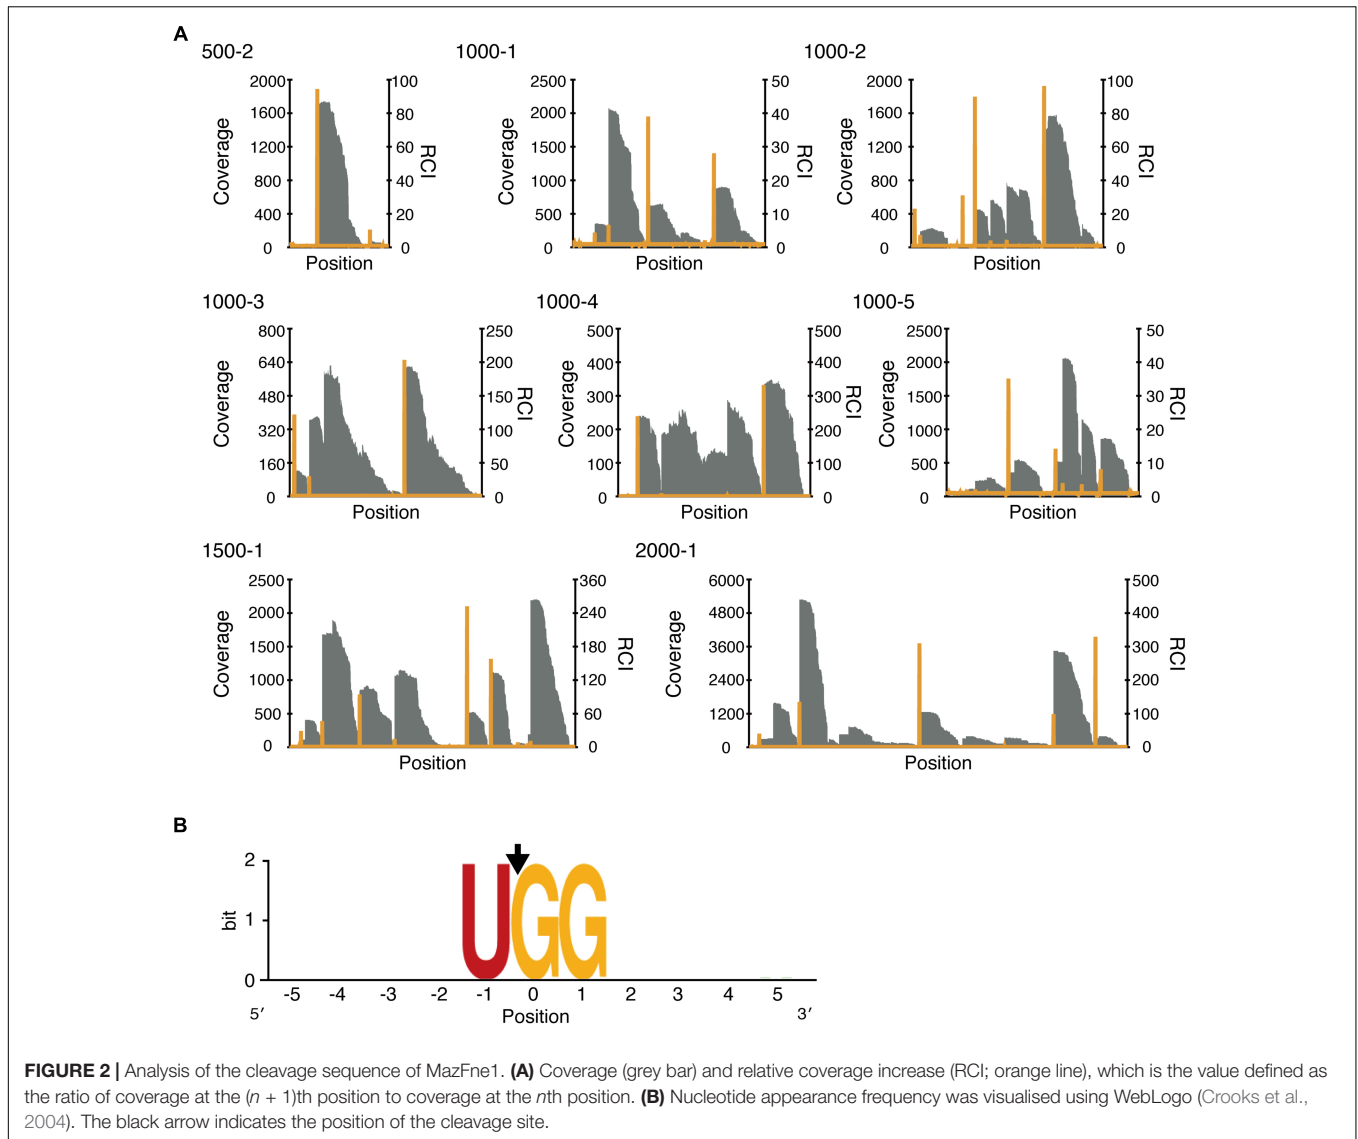 A
500-2
1000-1
1000-2
2000 1600 1200 800 400 0
100 80 60 40 20 0
2500 2000 1500 1000 500 0
50 40 30 20 10 0
2000 1600 1200 800 400 0
100 80 60 40 20 0
Coverage RCI Coverage RCI Coverage RCI
Position Position Position
1000-3
1000-4
1000-5
800 640 480 320 160 0
250 200 150 100 50 0
500 400 300 200 100 0
500 400 300 200 100 0
2500 2000 1500 1000 500 0
50 40 30 20 10 0
Coverage RCI Coverage RCI Coverage RCI
Position Position Position
1500-1
2000-1
2500 2000 1500 1000 500 0
360 240 180 120 60 0
6000 4800 3600 2400 1200 0
500 400 300 200 100 0
Coverage RCI Coverage RCI
Position Position
B
2
1
0
bit
UGG
-5 -4 -3 -2 -1 0 1 2 3 4 5
5′ Position 3′
FIGURE 2 | Analysis of the cleavage sequence of MazFne1. (A) Coverage (grey bar) and relative coverage increase (RCI; orange line), which is the value defined as
the ratio of coverage at the (n + 1)th position to coverage at the nth position. (B) Nucleotide appearance frequency was visualised using WebLogo (Crooks et al.,
2004). The black arrow indicates the position of the cleavage site.